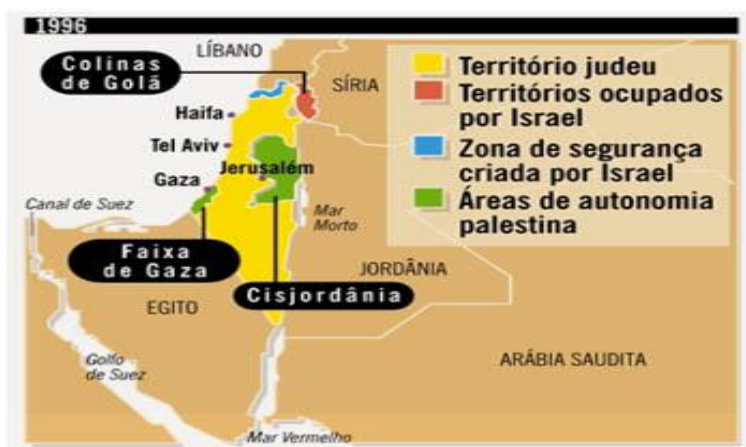 1996
LÍBANO
Colinas
de Golã
SÍRIA
Haifa
Tel Aviv
Jerusalém
Gaza
Canal de Suez
Mar
Morto
Faixa
de Gaza
Cisjordânia
JORDÂNIA
EGITO
Golfo
de Suez
ARÁBIA SAUDITA
Mar Vermelho
Território judeu
Territórios ocupados
por Israel
Zona de segurança
criada por Israel
Áreas de autonomia
palestina